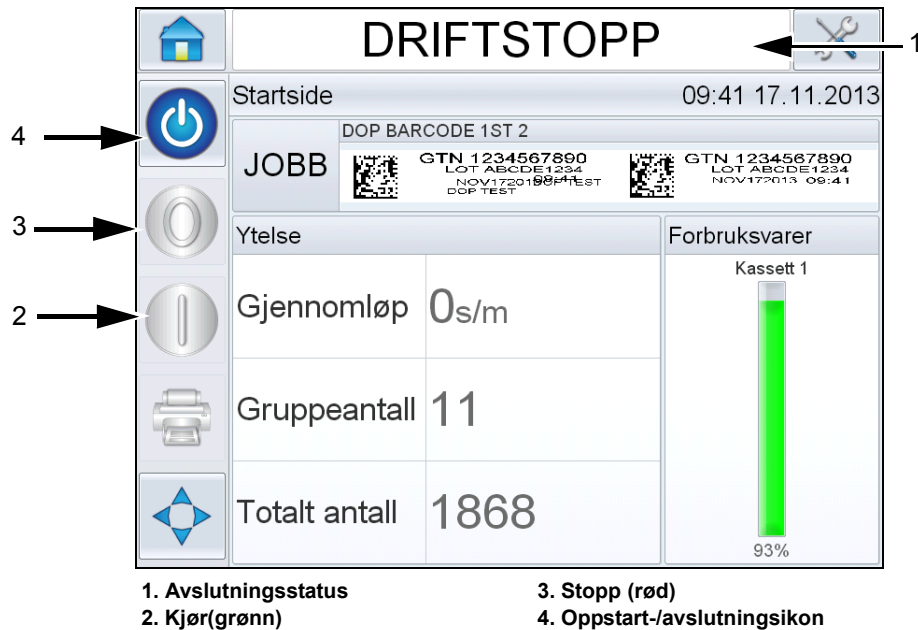 DRIFTSTOPP
1
Startside 09:41 17.11.2013
4
DOP BARCODE 1ST 2
JOBB
GTN 1234567890
LOT ABCDE1234
DOP TEST
GTN 1234567890
LOT ABCDE1234
NOV172013 09:41
3
Ytelse
Forbruksvarer
Kassett 1
2
Gjennomløp 0s/m
Gruppeantall 11
Totalt antall 1868
93%
1. Avslutningsstatus
2. Kjør(grønn)
3. Stopp (rød)
4. Oppstart-/avslutningsikon